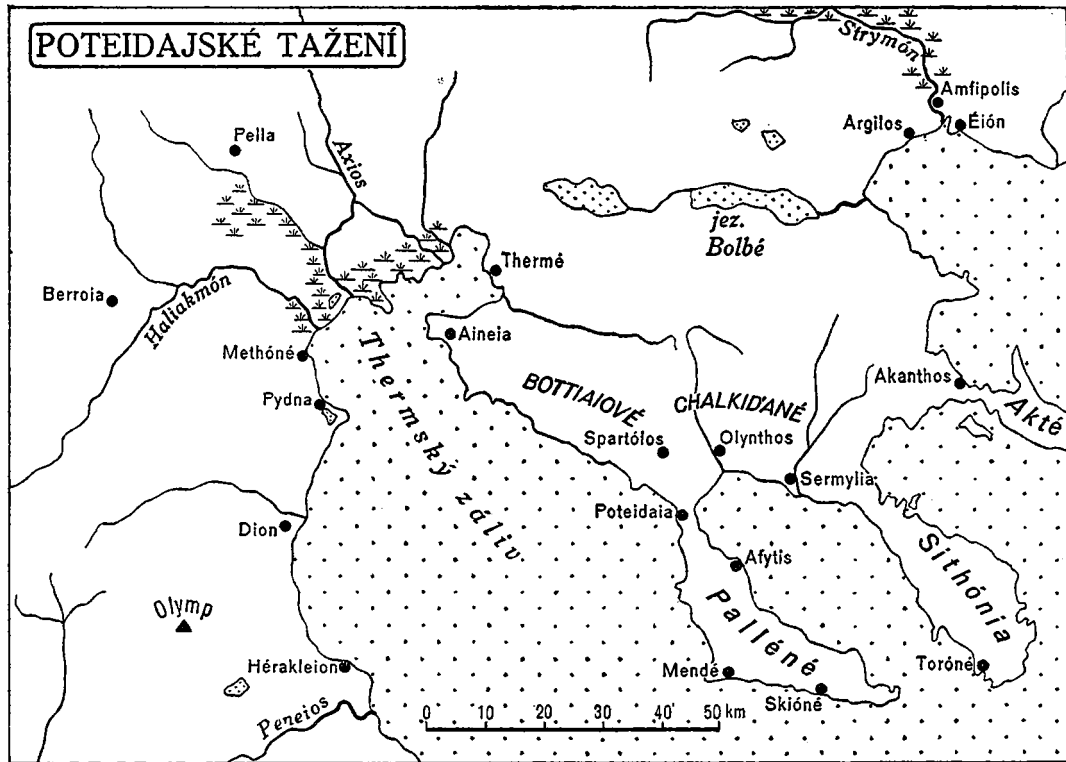 POTEIDAJSKÉ TAŽENÍ
Strymón
Amfipolis
Argilos
Éión
Pella
Axios
jez.
Bolbé
Thermé
Berroia
Haliakmón
Aineia
Methóné
Thermský záliv
Akanthos
Akté
BOTTIAIOVÉ
CHALKIĎANÉ
Pydna
Spartólos
Olynthos
Sermylia
Poteidaia
Dion
Afytis
Sithónia
Olymp
Palléné
Hérakleion
Mendé
Toróné
Skióné
Peneios
0 10 20 30 40 50 km